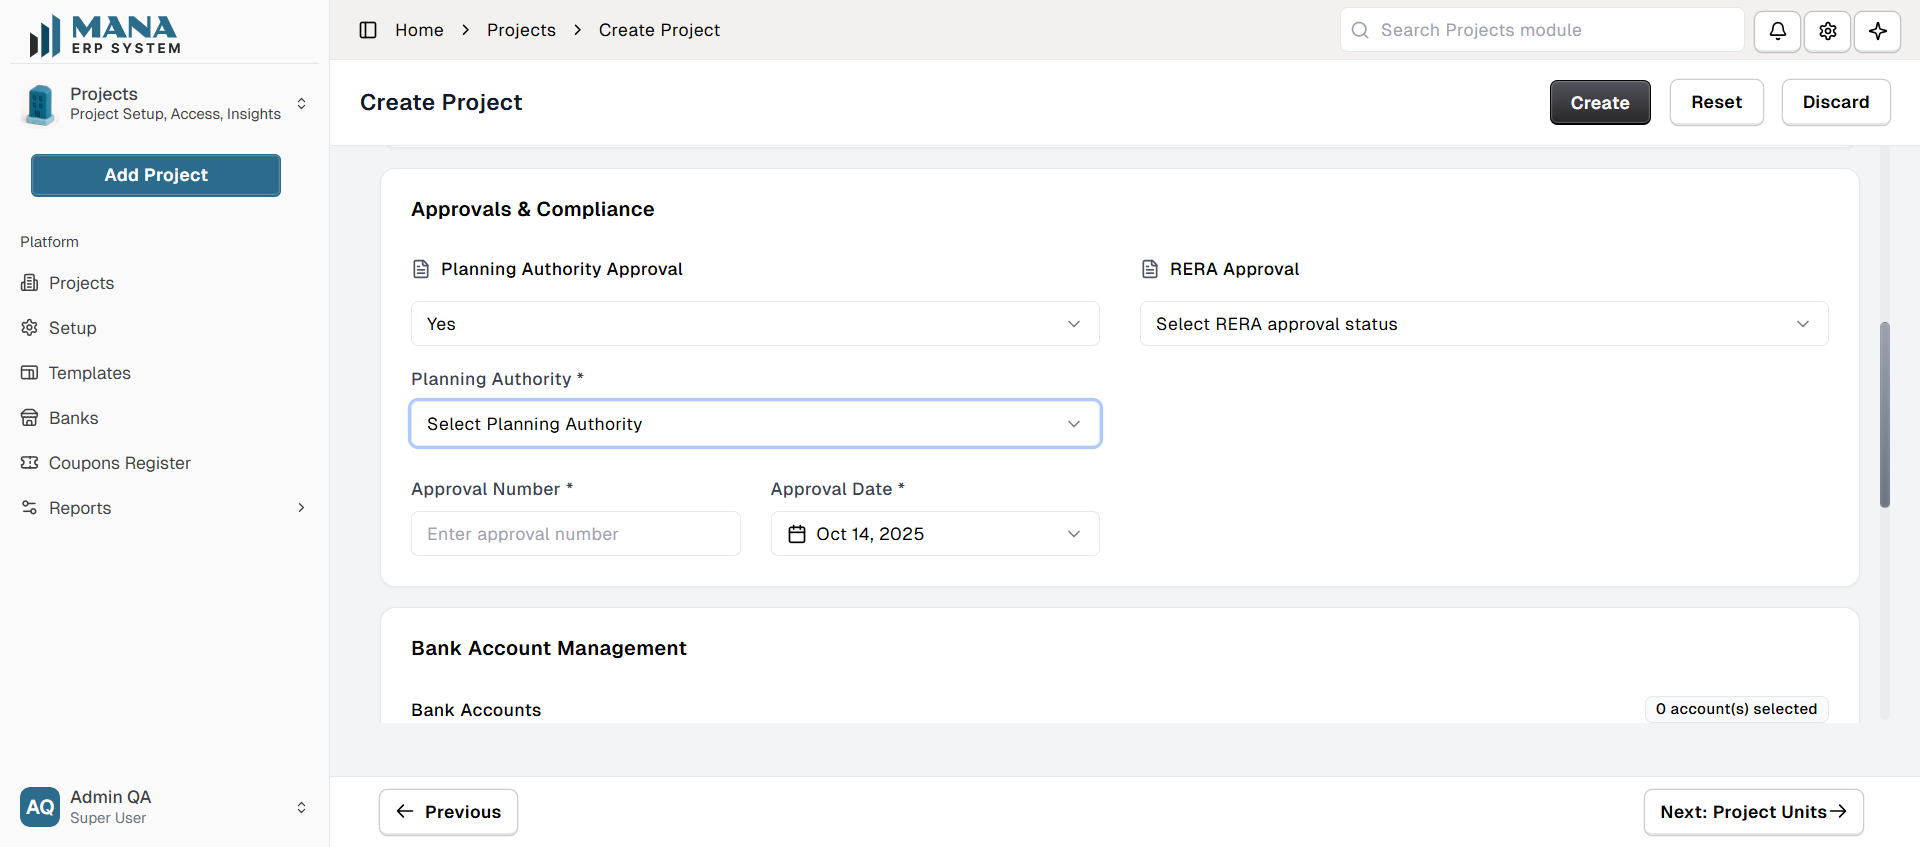 MANA
ERP SYSTEM
Home
Projects
Create Project
Search Projects module
Projects
Project Setup, Access, Insights
Create Project
Create
Reset
Discard
Add Project
Platform
Projects
Setup
Templates
Banks
Coupons Register
Reports
Approvals & Compliance
Planning Authority Approval
RERA Approval
Yes
Select RERA approval status
Planning Authority *
Select Planning Authority
Approval Number *
Approval Date *
Enter approval number
Oct 14, 2025
Bank Account Management
Bank Accounts
0 account(s) selected
AQ
Admin QA
Super User
Previous
Next: Project Units